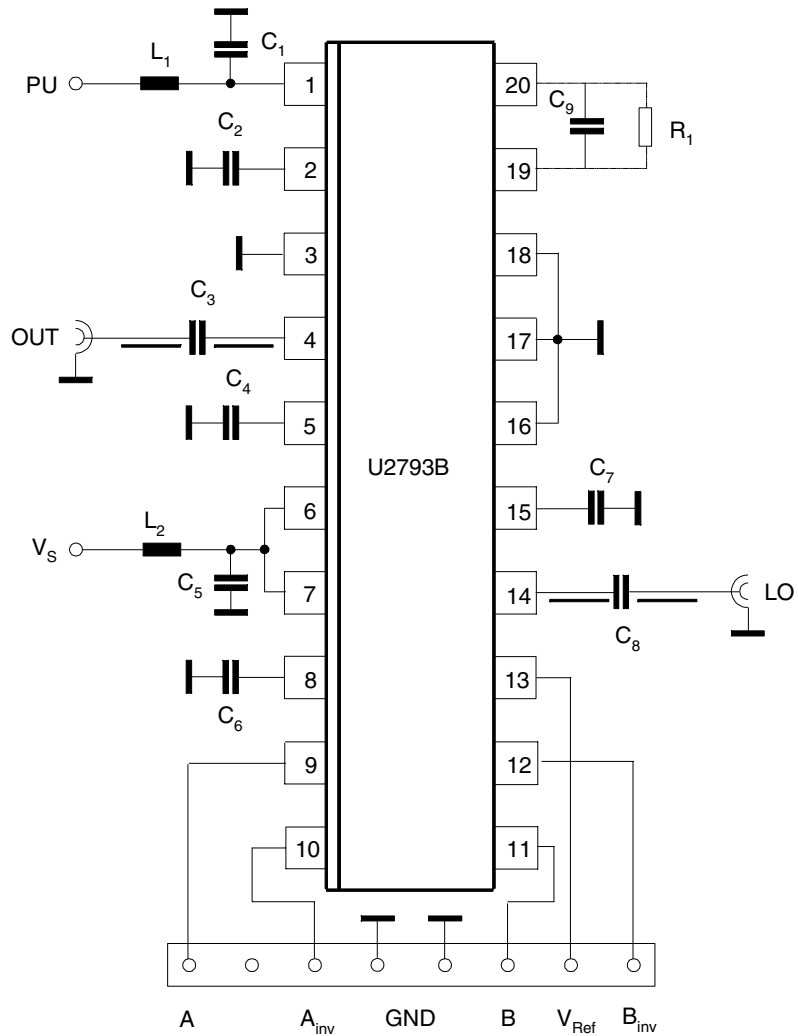 C₁
L₁
PU
1
20
C₉
R₁
C₂
2
19
3
18
C₃
OUT
4
17
C₄
5
16
U2793B
C₇
6
15
L₂
Vₛ
C₅
7
14
LO
C₈
8
13
C₆
9
12
10
11
A Aᵢₙᵥ GND B V_Ref Bᵢₙᵥ